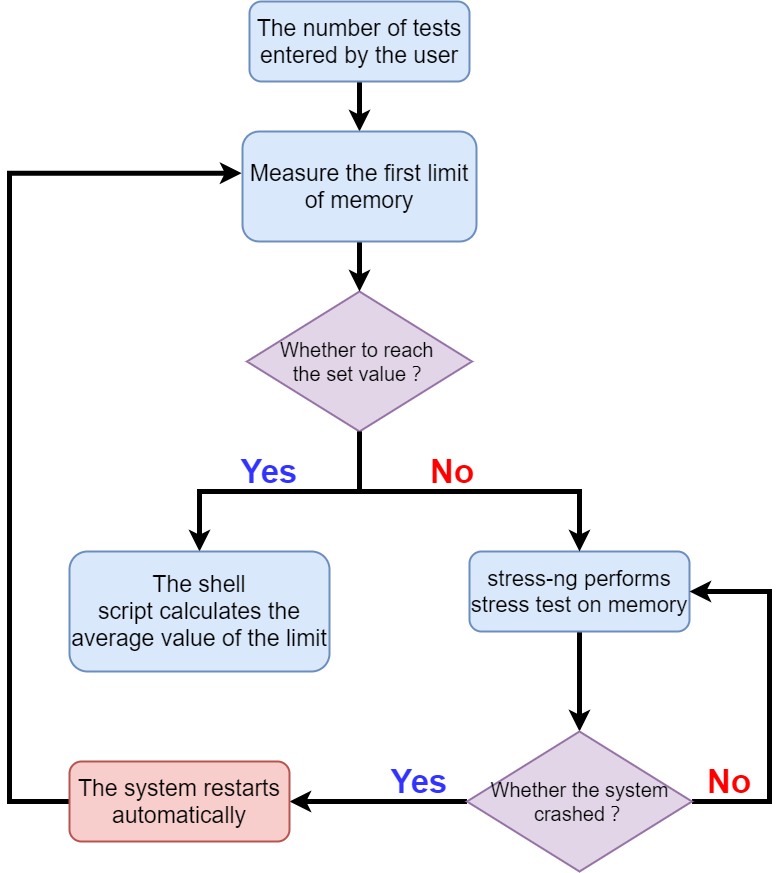 The number of tests
entered by the user
Measure the first limit
of memory
Whether to reach
the set value ?
Yes
No
The shell
script calculates the
average value of the limit
stress-ng performs
stress test on memory
The system restarts
automatically
Yes
Whether the system
crashed ?
No